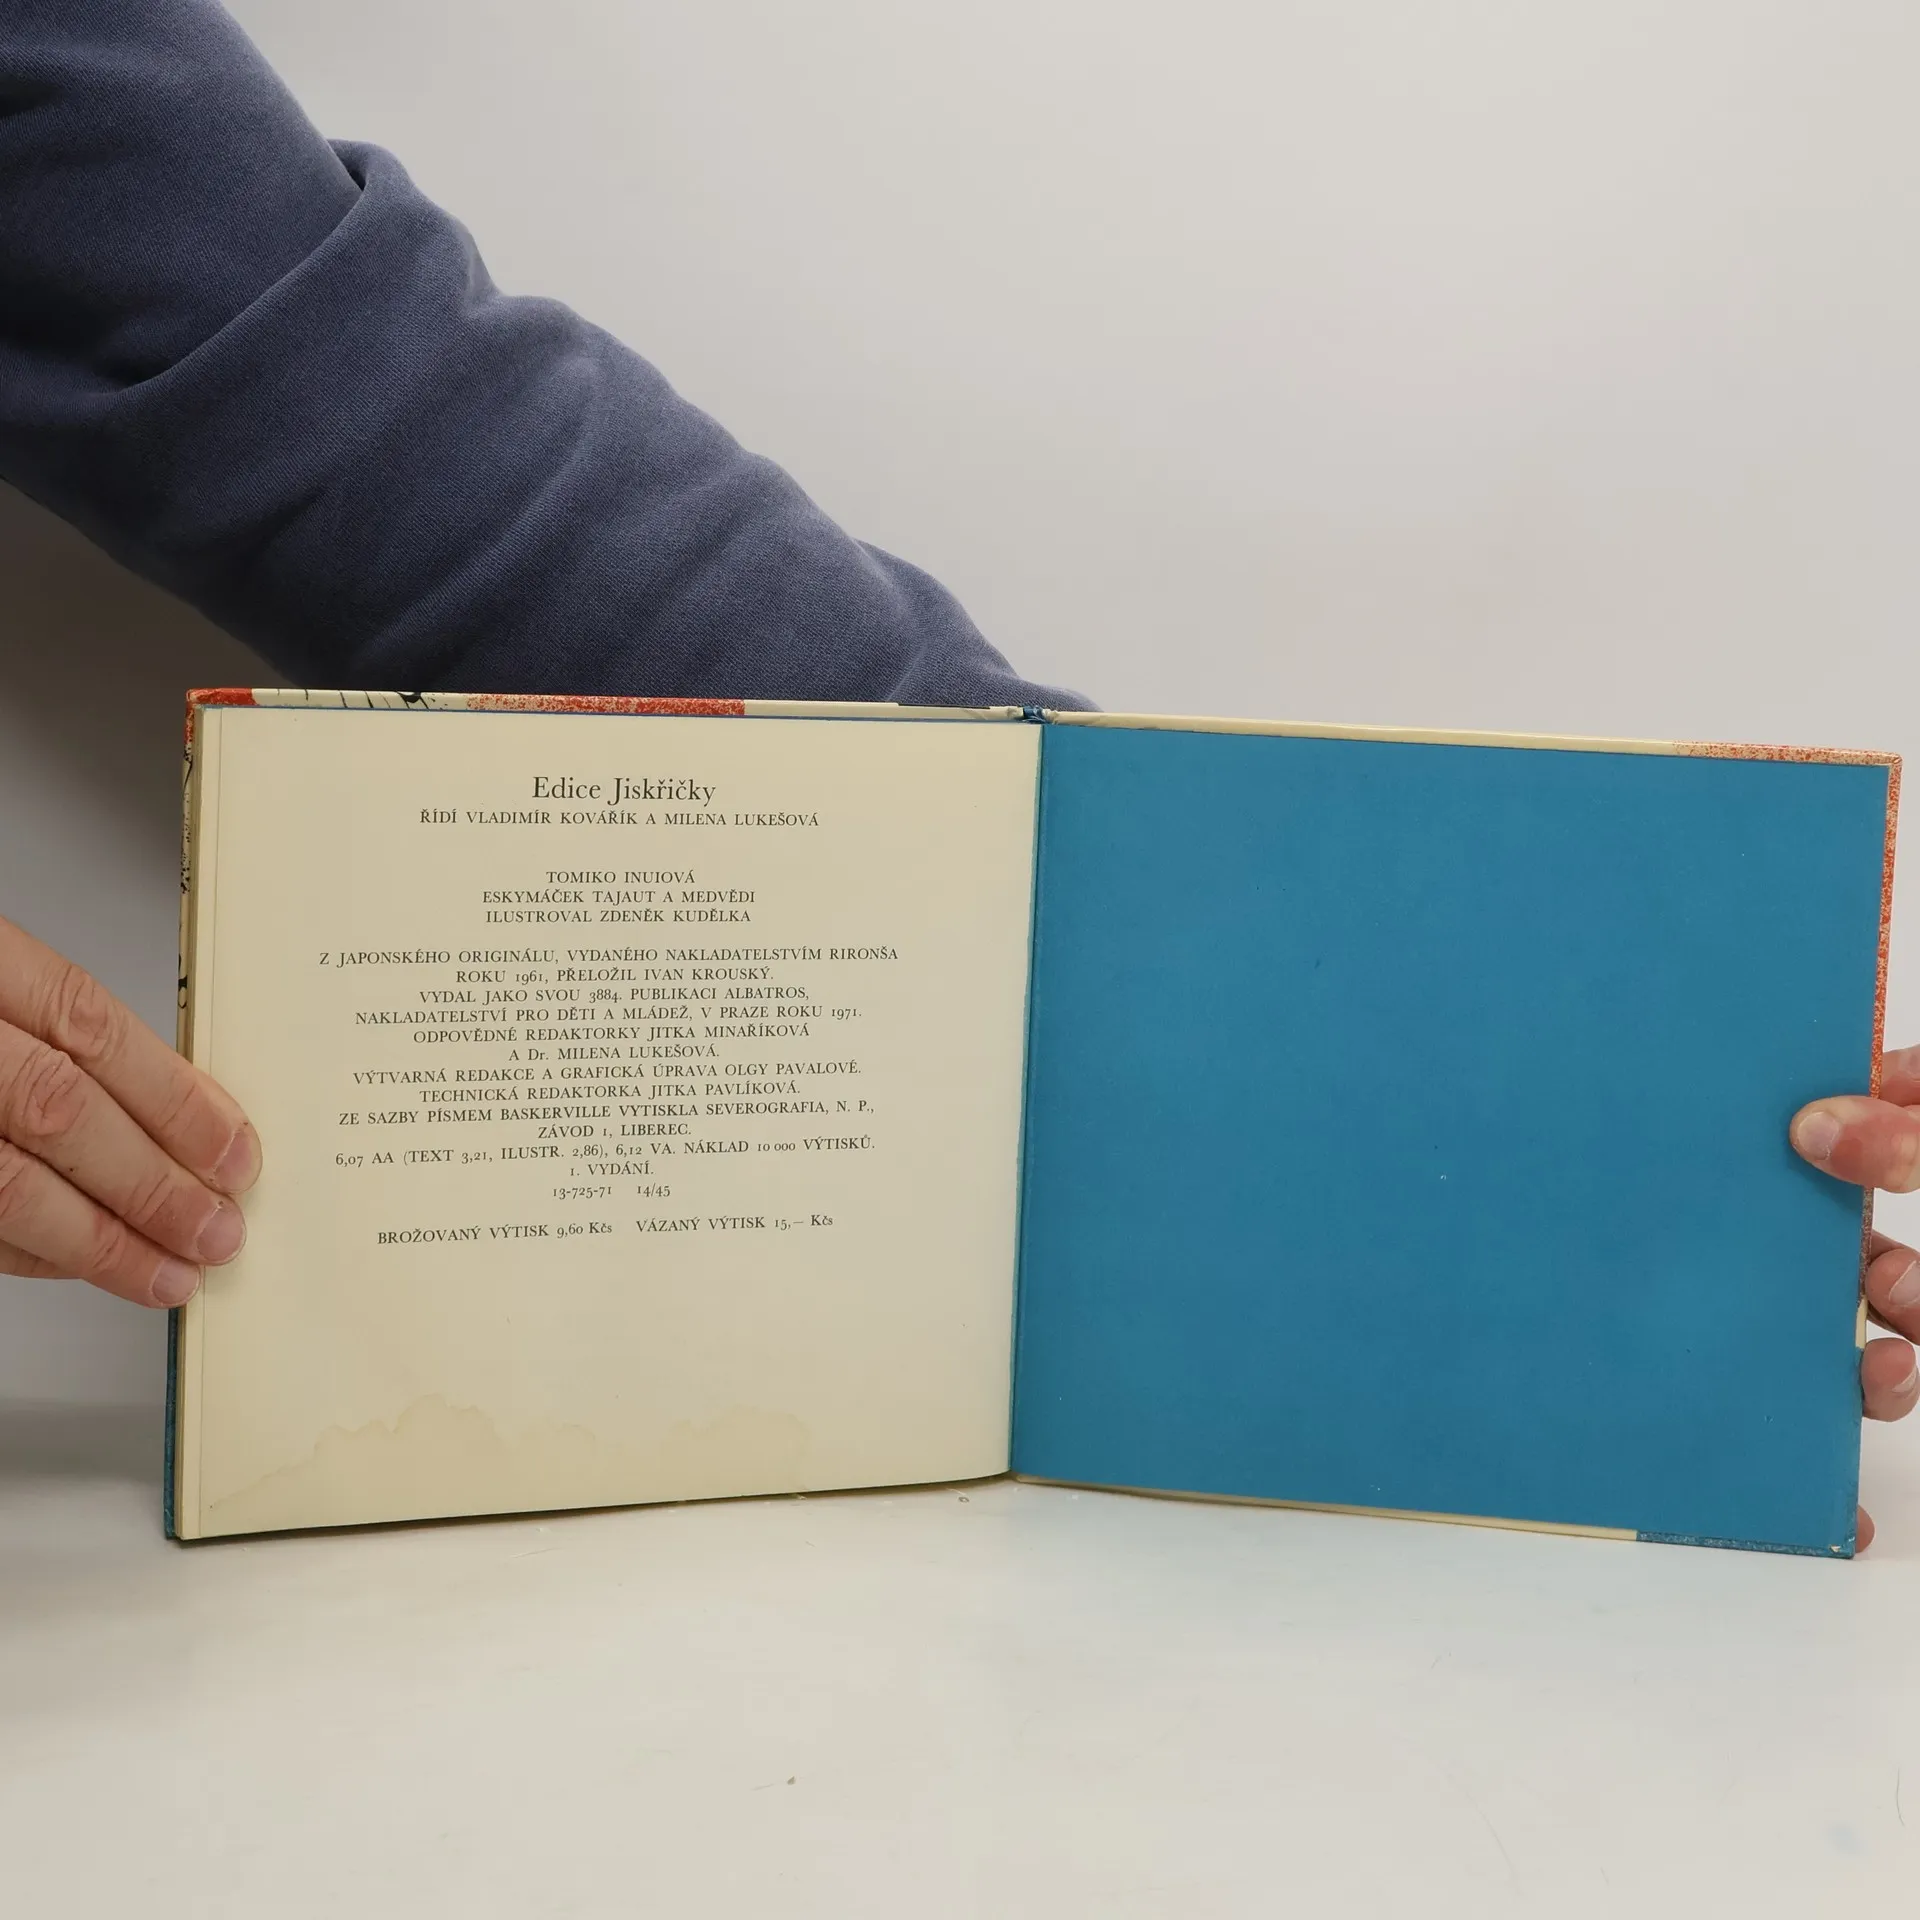 Edice Jiskřičky
ŘÍDÍ VLADIMÍR KOVÁŘÍK A MILENA LUKEŠOVÁ
TOMIKO INUIOVÁ
ESKYMÁČEK TAJAUT A MEDVĚDI
ILUSTROVAL ZDENĚK KUDĚLKA
Z JAPONSKÉHO ORIGINÁLU, VYDANÉHO NAKLADATELSTVÍM RIRONŠA
ROKU 1961, PŘELOŽIL IVAN KROUSKÝ.
VYDAL JAKO SVOU 3884. PUBLIKACI ALBATROS,
NAKLADATELSTVÍ PRO DĚTI A MLÁDEŽ, V PRAZE ROKU 1971.
ODPOVĚDNÉ REDAKTORKY JITKA MINAŘÍKOVÁ
A Dr. MILENA LUKEŠOVÁ.
VÝTVARNÁ REDAKCE A GRAFICKÁ ÚPRAVA OLGY PAVALOVÉ.
TECHNICKÁ REDAKTORKA JITKA PAVLÍKOVÁ.
ZE SAZBY PÍSMEM BASKERVILLE VYTISKLA SEVEROGRAFIA, N. P.,
ZÁVOD 1, LIBEREC.
6,07 AA (TEXT 3,21, ILUSTR. 2,86), 6,12 VA. NÁKLAD 10 000 VÝTISKŮ.
1. VYDÁNÍ.
13-725-71 14/45
BROŽOVANÝ VÝTISK 9,60 Kčs VÁZANÝ VÝTISK 15,— Kčs